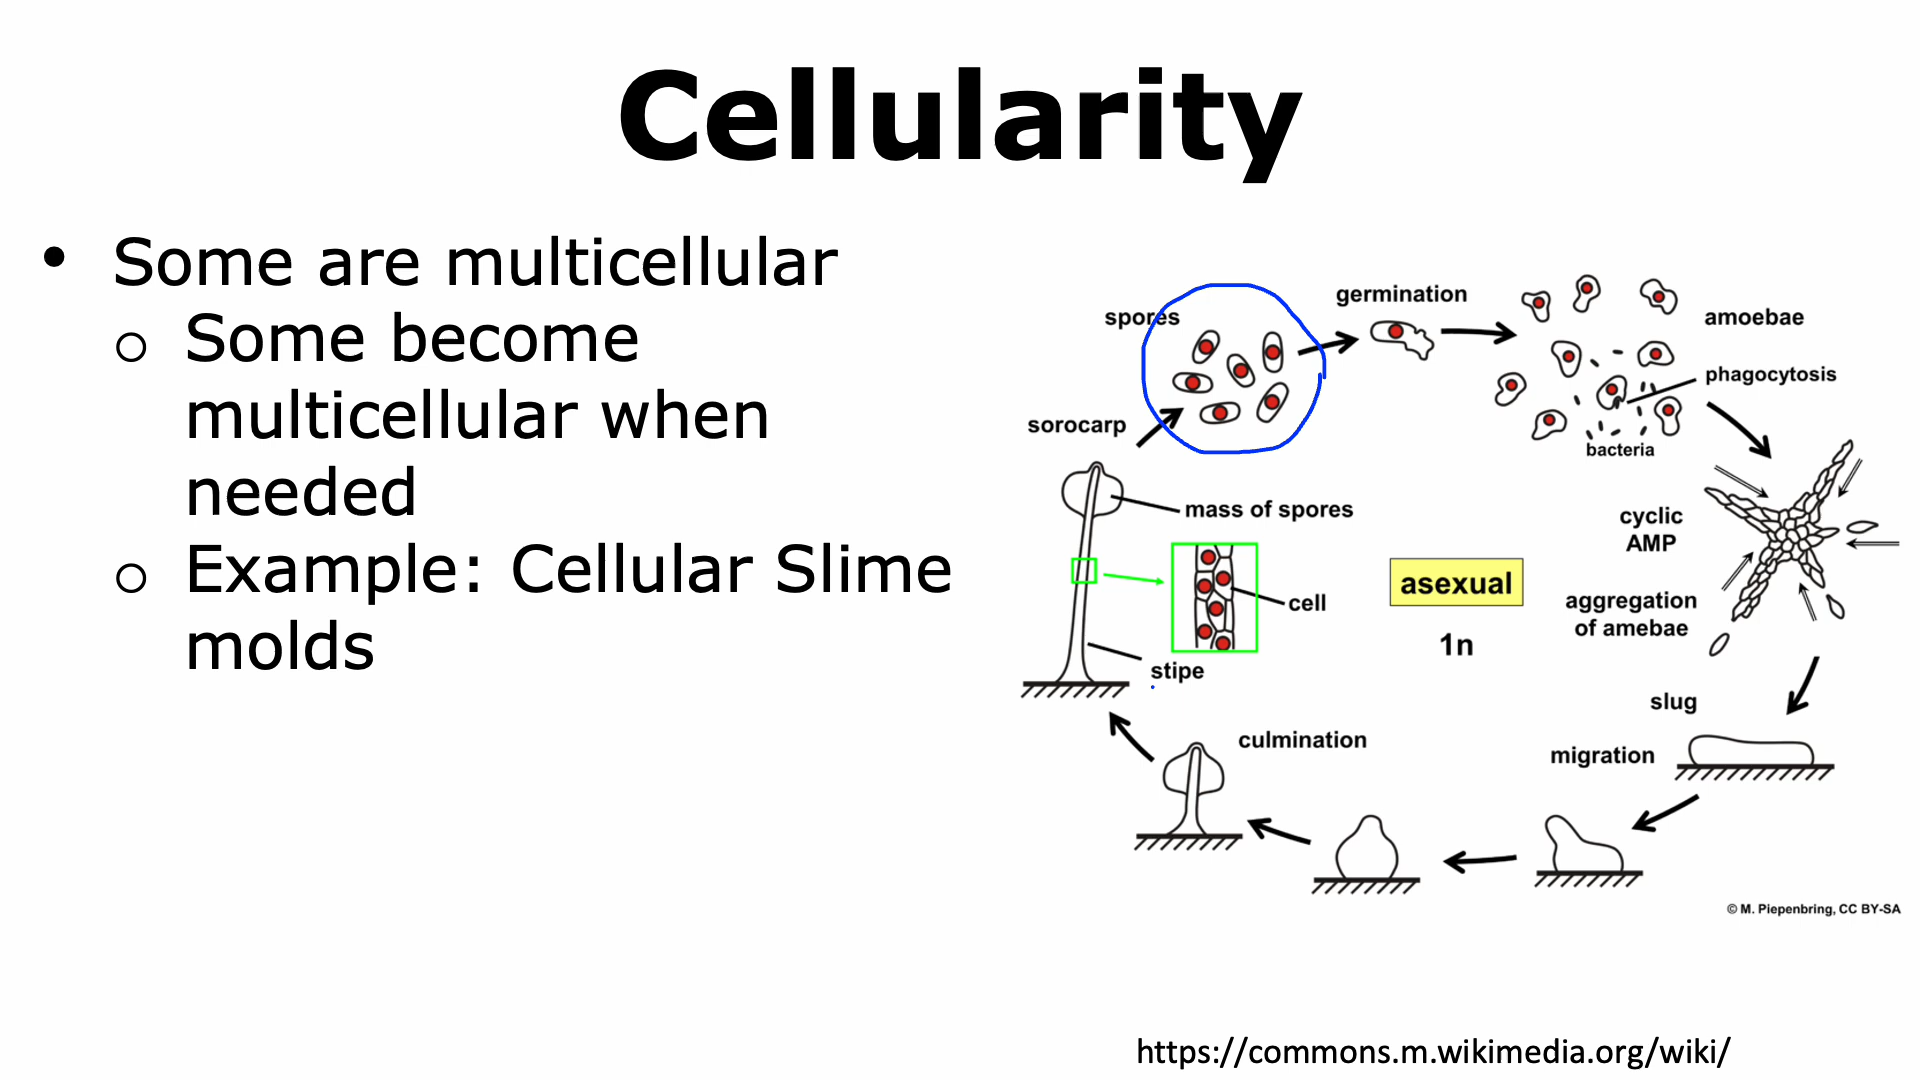 Cellularity
• Some are multicellular
o Some become
multicellular when
needed
o Example: Cellular Slime
molds
spores
germination
amoebae
phagocytosis
bacteria
sorocarp
mass of spores
cell
stipe
asexual
1n
cyclic
AMP
aggregation
of amebae
slug
migration
culmination
© M. Piepenbring, CC BY-SA
https://commons.m.wikimedia.org/wiki/